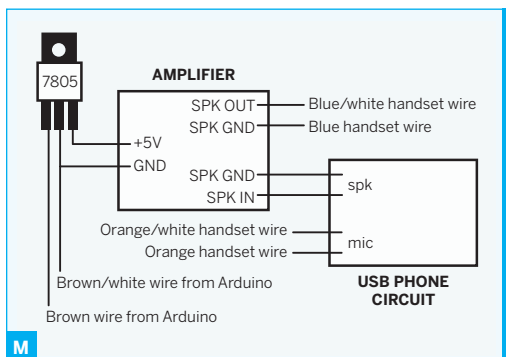 7805
AMPLIFIER
SPK OUT
Blue/white handset wire
SPK GND
Blue handset wire
+5V
GND
SPK GND
spk
SPK IN
Orange/white handset wire
mic
Orange handset wire
Brown/white wire from Arduino
USB PHONE
CIRCUIT
Brown wire from Arduino
M